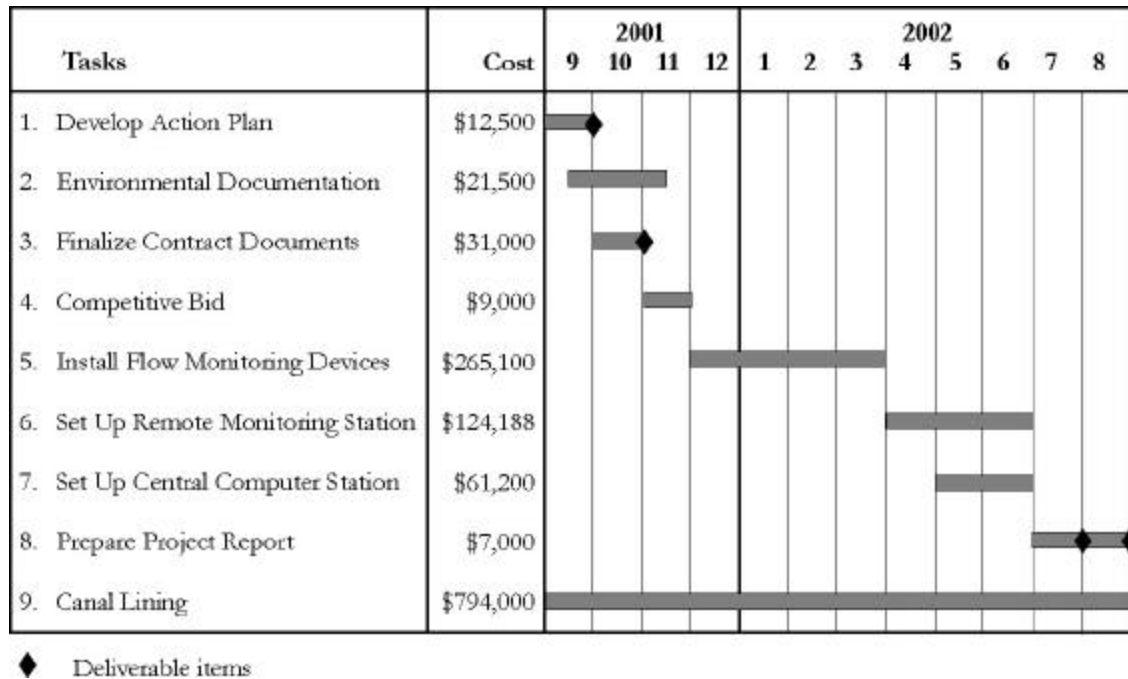 2001 2002
Tasks Cost 9 10 11 12 1 2 3 4 5 6 7 8
1. Develop Action Plan $12,500
2. Environmental Documentation $21,500
3. Finalize Contract Documents $31,000
4. Competitive Bid $9,000
5. Install Flow Monitoring Devices $265,100
6. Set Up Remote Monitoring Station $124,188
7. Set Up Central Computer Station $61,200
8. Prepare Project Report $7,000
9. Canal Lining $794,000
Deliverable items